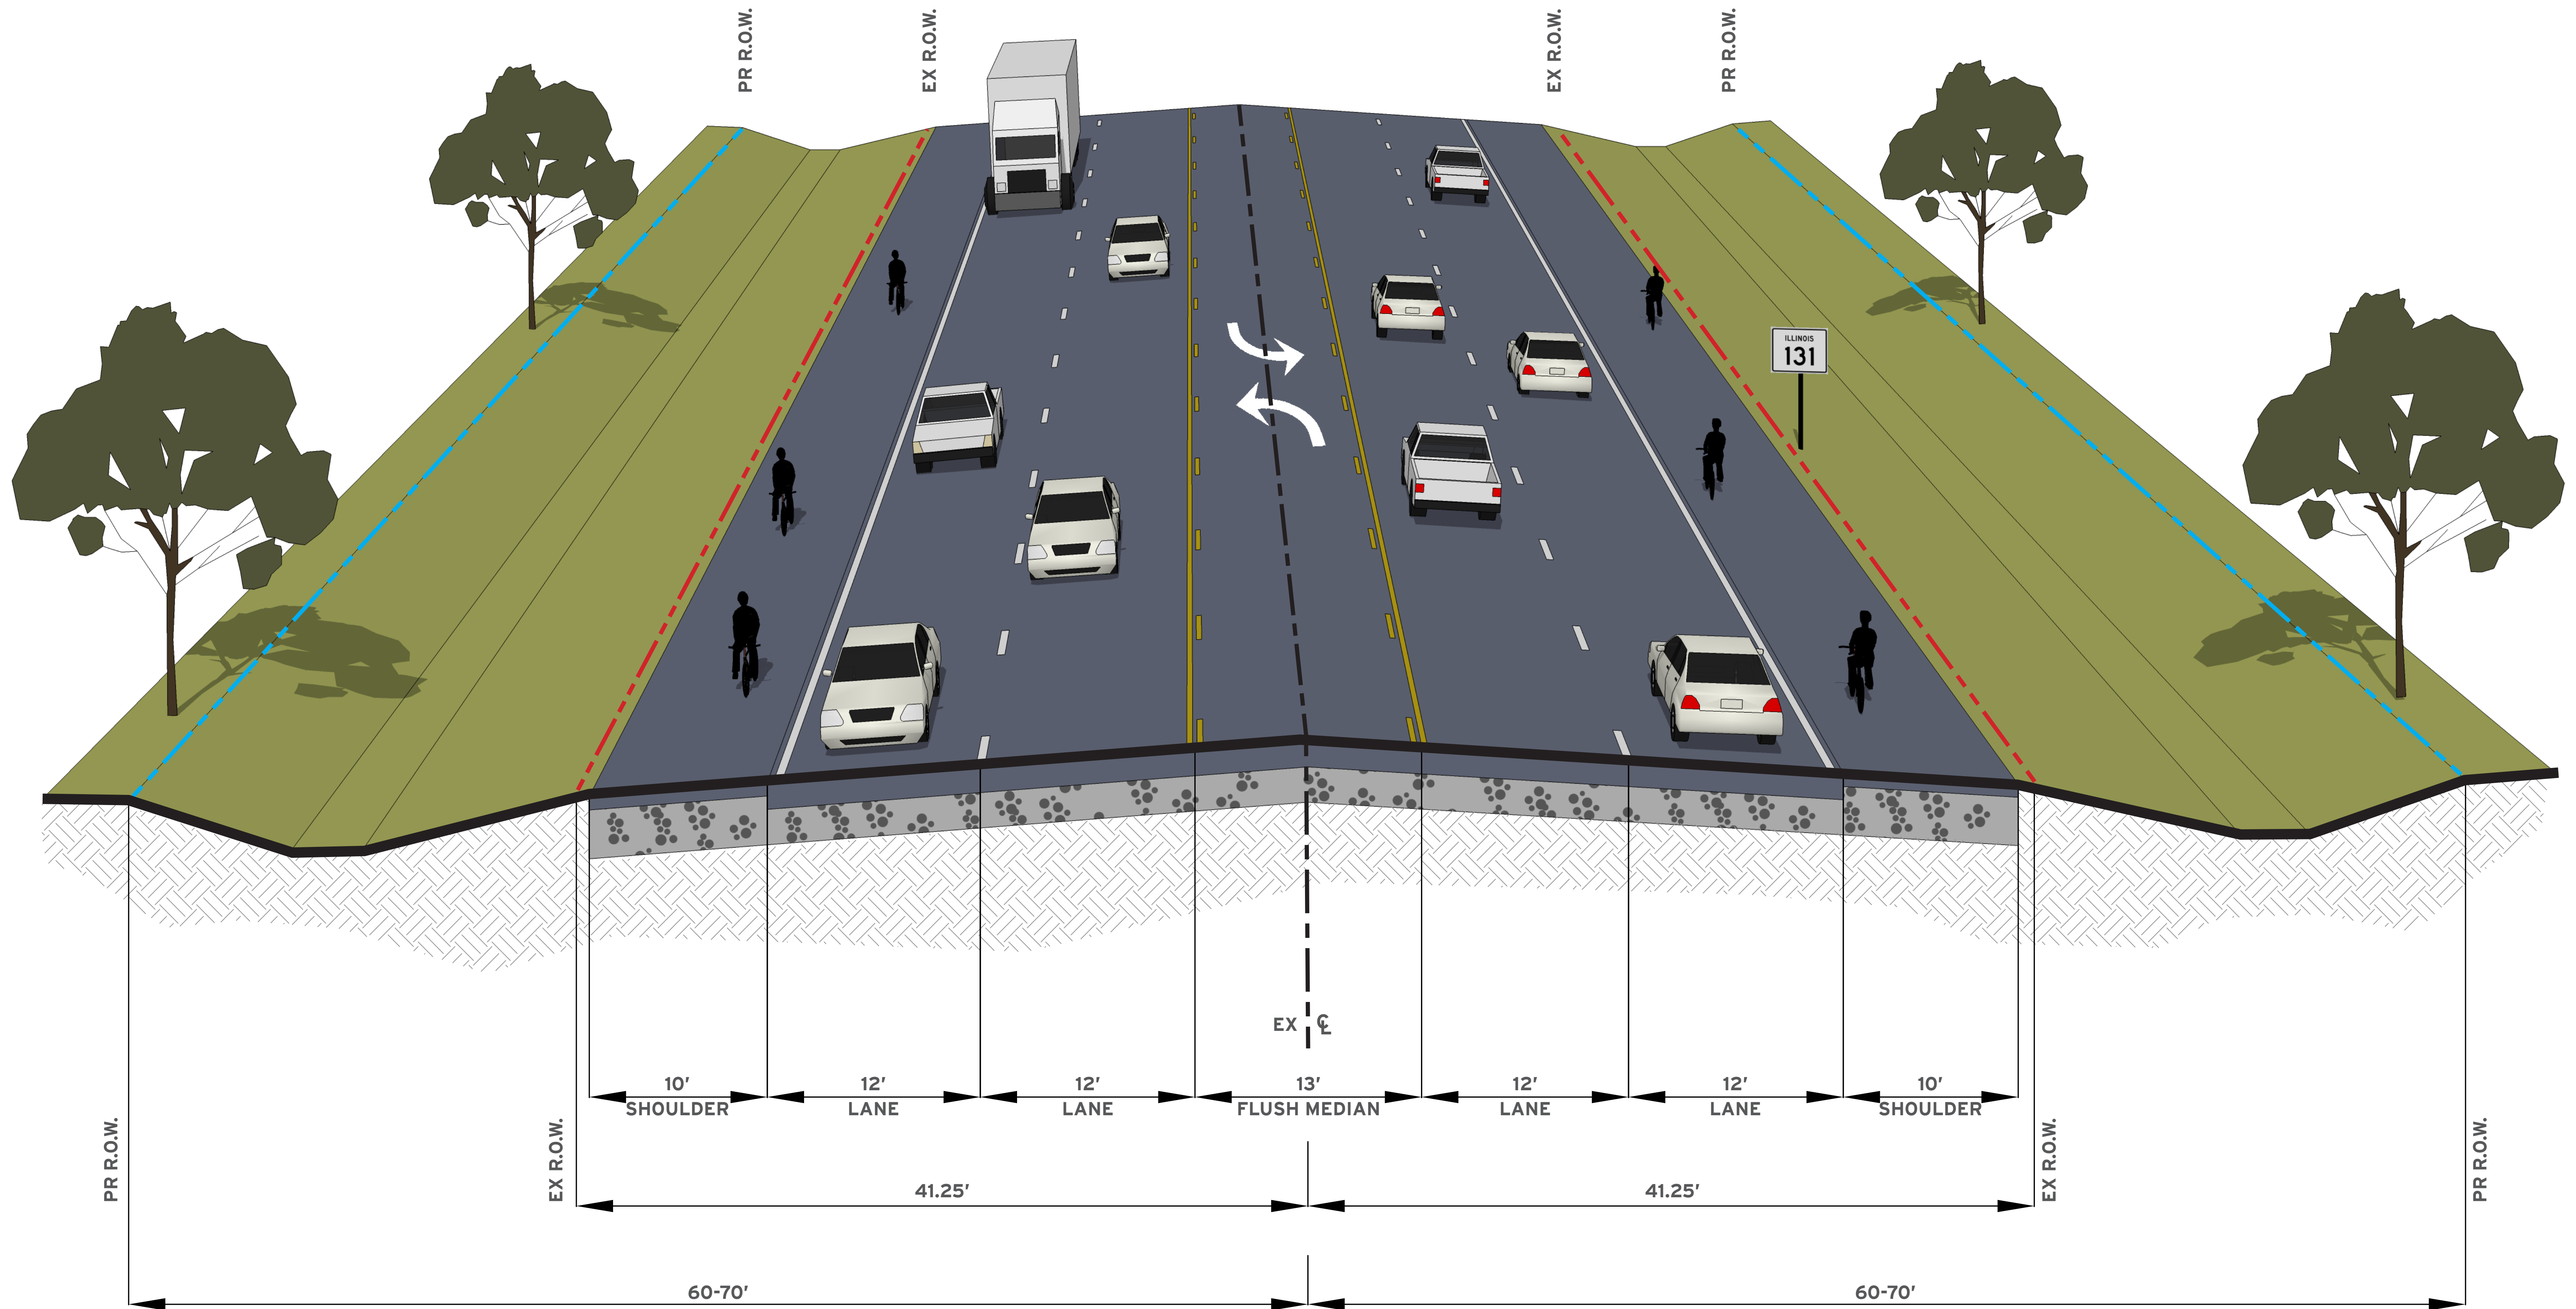 PR R.O.W.
EX R.O.W.
EX R.O.W.
PR R.O.W.
ILLINOIS
131
EX ℄
10'
12'
12'
13'
12'
12'
10'
SHOULDER
LANE
LANE
FLUSH MEDIAN
LANE
LANE
SHOULDER
PR R.O.W.
EX R.O.W.
EX R.O.W.
PR R.O.W.
41.25'
41.25'
60-70'
60-70'